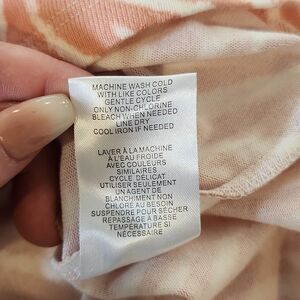 MACHINE WASH COLD
WITH LIKE COLORS
GENTLE CYCLE
ONLY NON-CHLORINE
BLEACH WHEN NEEDED
LINE DRY
COOL IRON IF NEEDED
LAVER À LA MACHINE
À L'EAU FROIDE
AVEC COULEURS
SIMILAIRES
CYCLE DÉLICAT
UTILISER SEULEMENT
UN AGENT DE
BLANCHIMENT NON
CHLORE AU BESOIN
SUSPENDRE POUR SÉCHER
REPASSAGE À BASSE
TEMPÉRATURE SI
NÉCESSAIRE